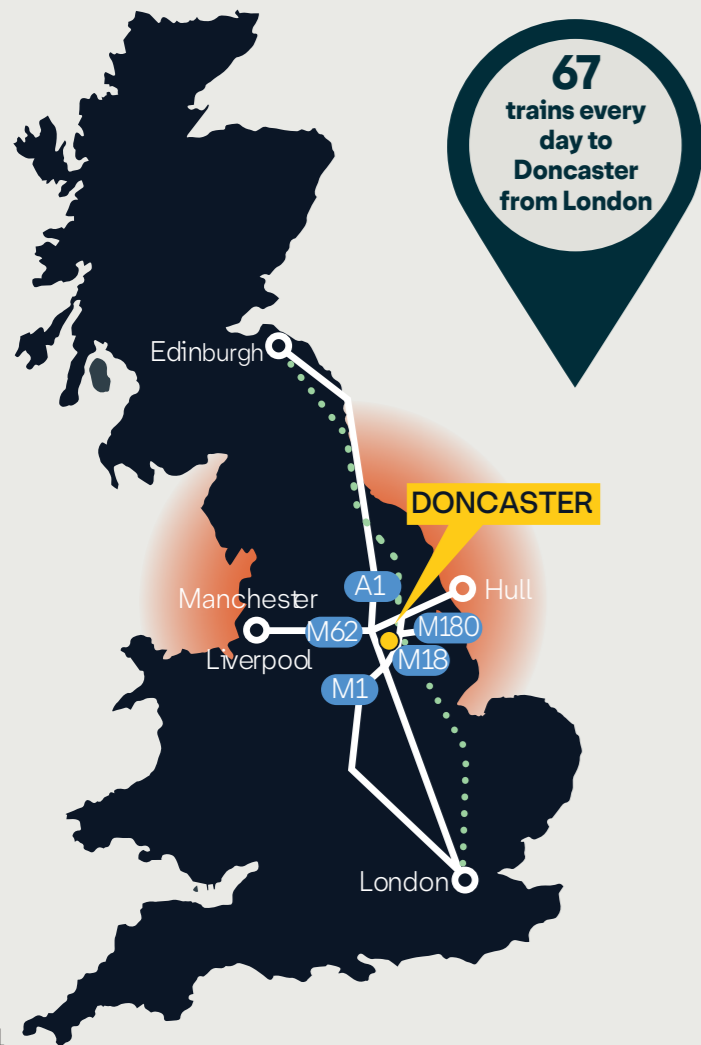 67
trains every
day to
Doncaster
from London
Edinburgh
DONCASTER
A1
Hull
Manchester
M62
M180
Liverpool
M18
M1
London